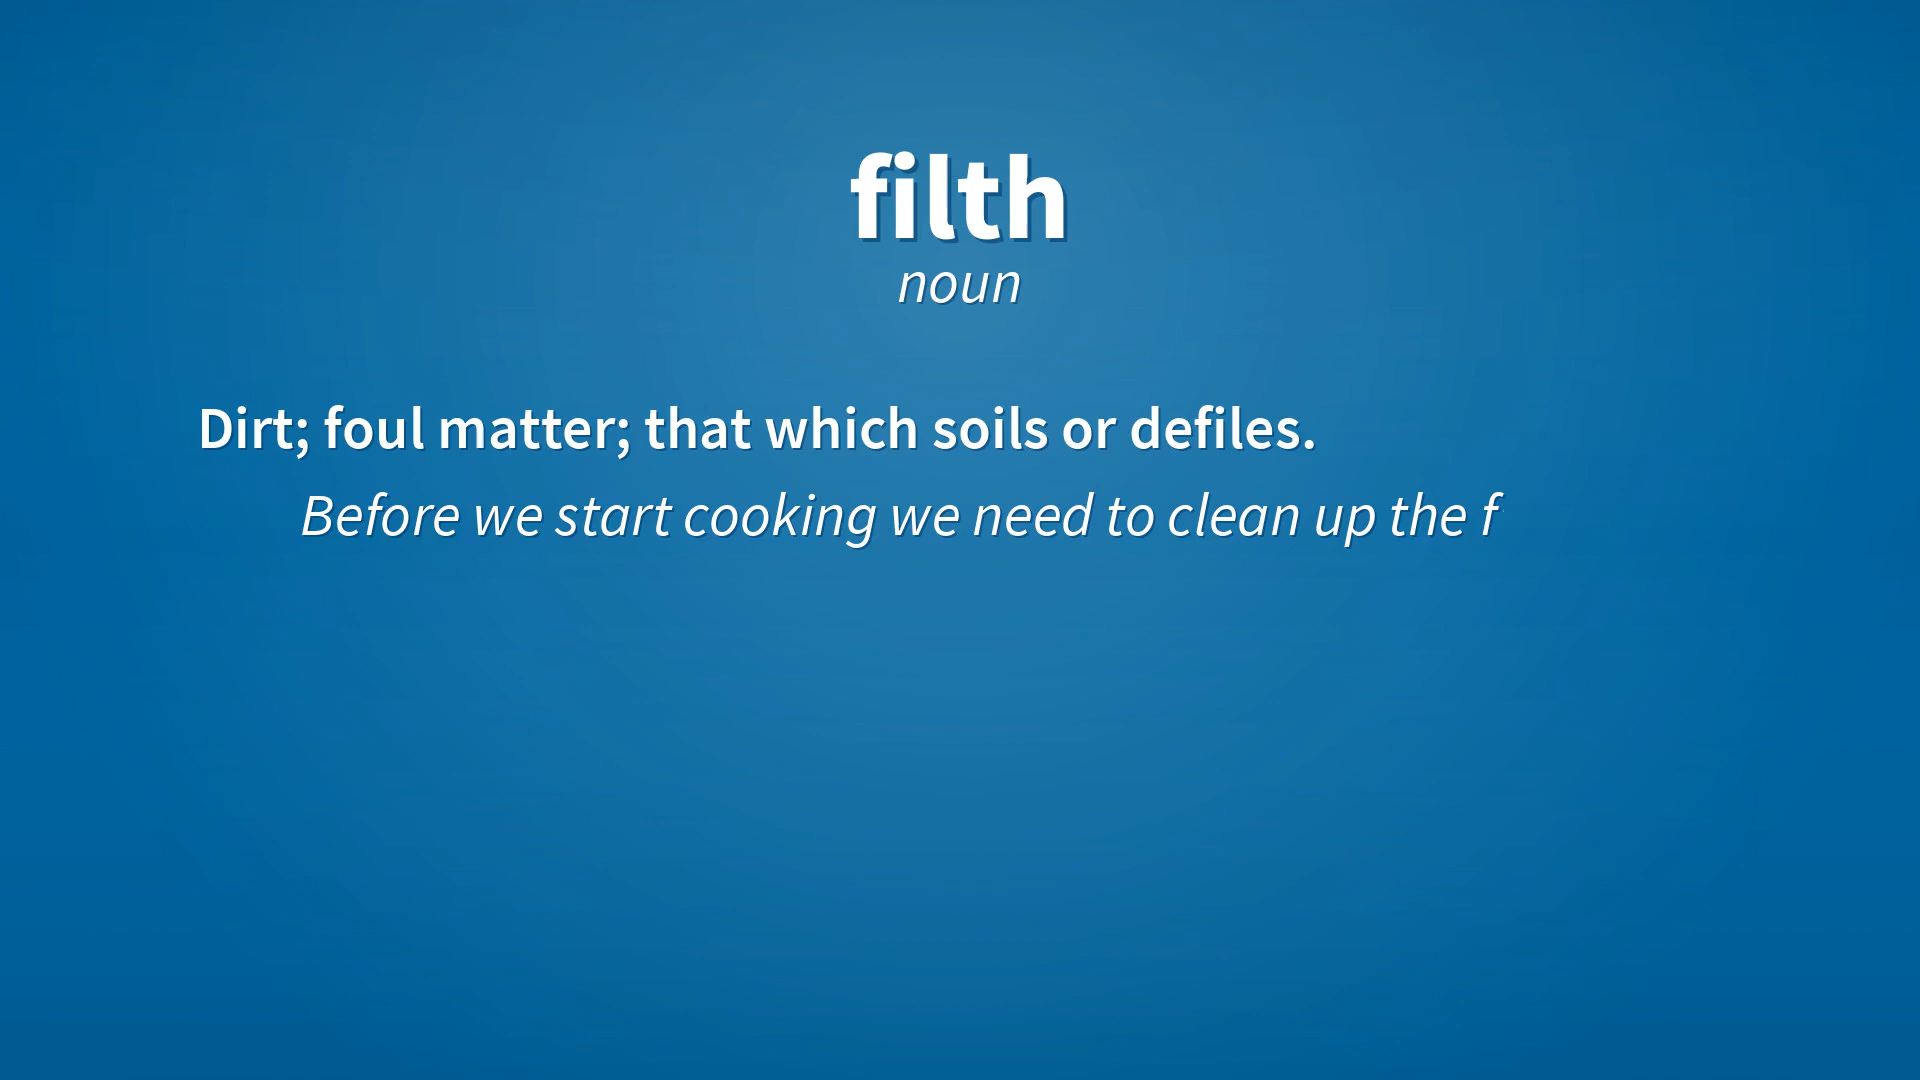 filth
noun
Dirt; foul matter; that which soils or defiles.
Before we start cooking we need to clean up the f